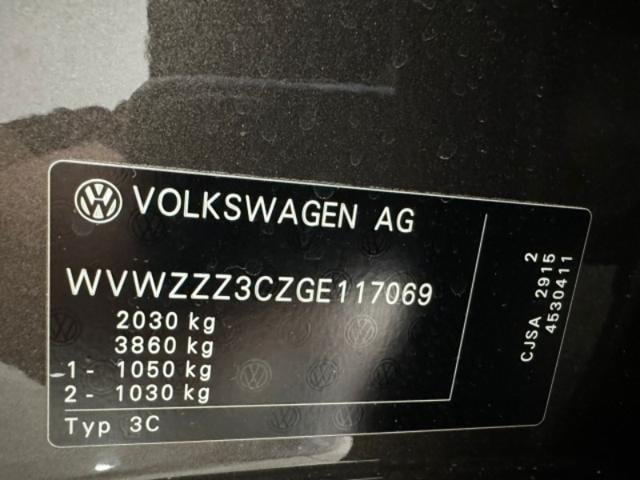 VOLKSWAGEN AG
WVWZZZ3CZGE117069
2030 kg
3860 kg
1- 1050 kg
2- 1030 kg
Typ 3C
2
CJSA 2915
4530411